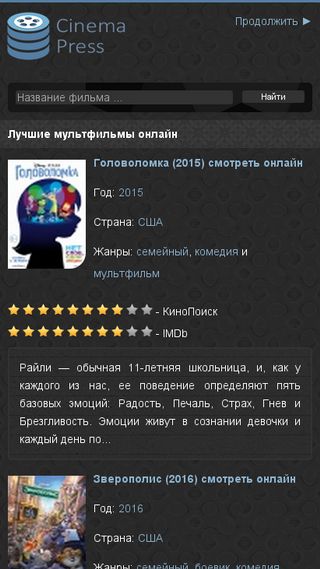 Cinema
Press
Продолжить ►
Название фильма ...
Найти
Лучшие мультфильмы онлайн
Головоломка (2015) смотреть онлайн
ГОЛОВОЛОМКА
Год: 2015
Страна: США
Жанры: семейный, комедия и
мультфильм
- КиноПоиск
- IMDb
Райли — обычная 11-летняя школьница, и, как у
каждого из нас, ее поведение определяют пять
базовых эмоций: Радость, Печаль, Страх, Гнев и
Брезгливость. Эмоции живут в сознании девочки и
каждый день по...
Зверополис (2016) смотреть онлайн
ЗВЕРОПОЛИС
Год: 2016
Страна: США
Жанры: семейный, боевик, комедия,